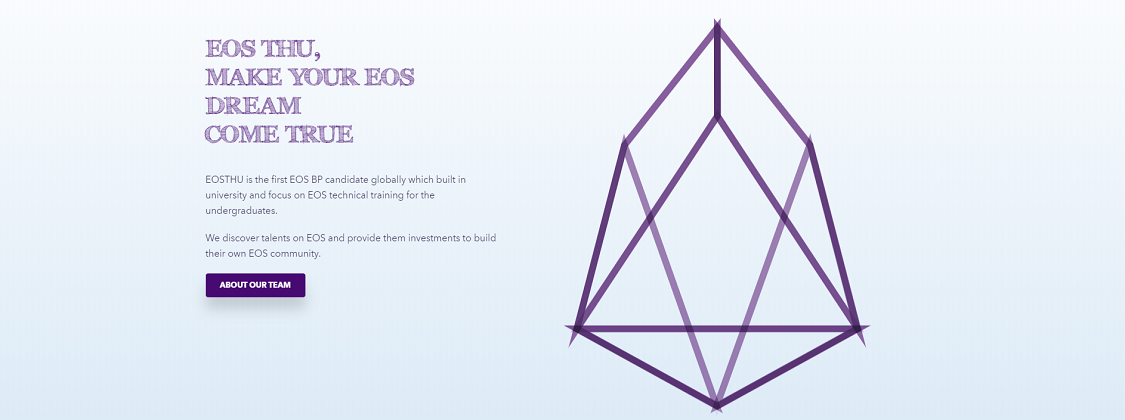 EOS THU,
MAKE YOUR EOS
DREAM
COME TRUE
EOSTHU is the first EOS BP candidate globally which built in
university and focus on EOS technical training for the
undergraduates.
We discover talents on EOS and provide them investments to build
their own EOS community.
ABOUT OUR TEAM